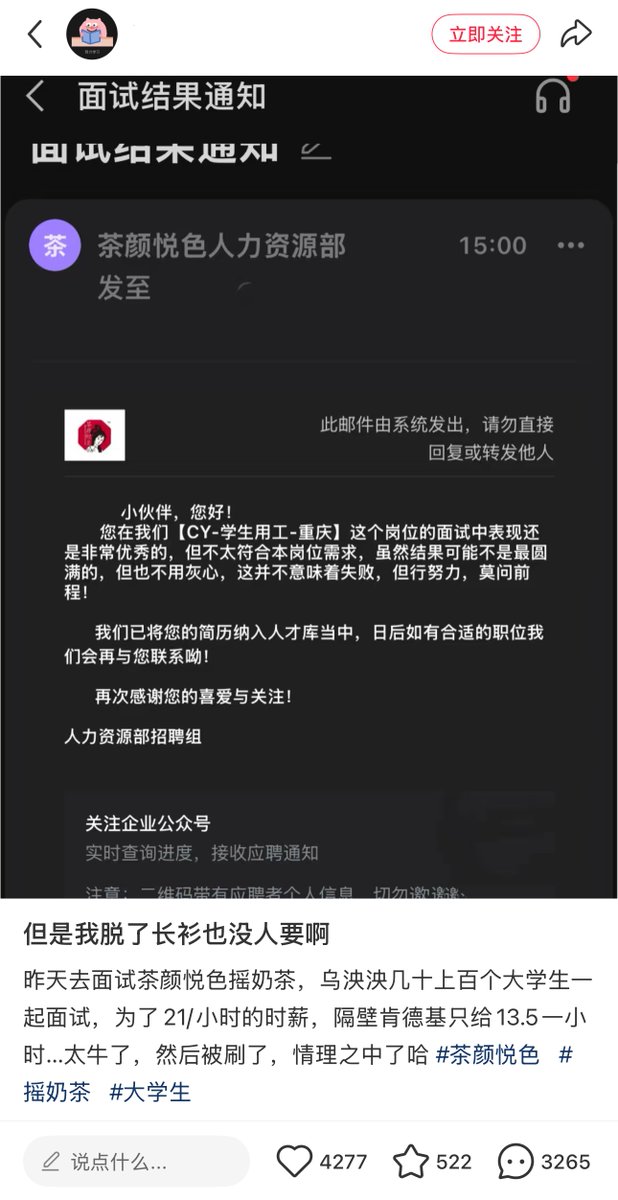 立即关注
面试结果通知
面试结果通知
茶 茶颜悦色人力资源部 15:00
发至
此邮件由系统发出，请勿直接
回复或转发他人
小伙伴，您好！
您在我们【CY-学生用工-重庆】这个岗位的面试中表现还
是非常优秀的，但不太符合本岗位需求，虽然结果可能不是最圆
满的，但也不用灰心，这并不意味着失败，但行努力，莫问前
程！
我们已将您的简历纳入人才库当中，日后如有合适的职位我
们会再与您联系呦！
再次感谢您的喜爱与关注！
人力资源部招聘组
关注企业公众号
实时查询进度，接收应聘通知
注意：二维码带有应聘者个人信息，切勿邀
但是我脱了长衫也没人要啊
昨天去面试茶颜悦色摇奶茶，乌泱泱几十上百个大学生一
起面试，为了21/小时的时薪，隔壁肯德基只给13.5一小
时...太牛了，然后被刷了，情理之中了哈 #茶颜悦色 #
摇奶茶 #大学生
说点什么... 4277 522 3265